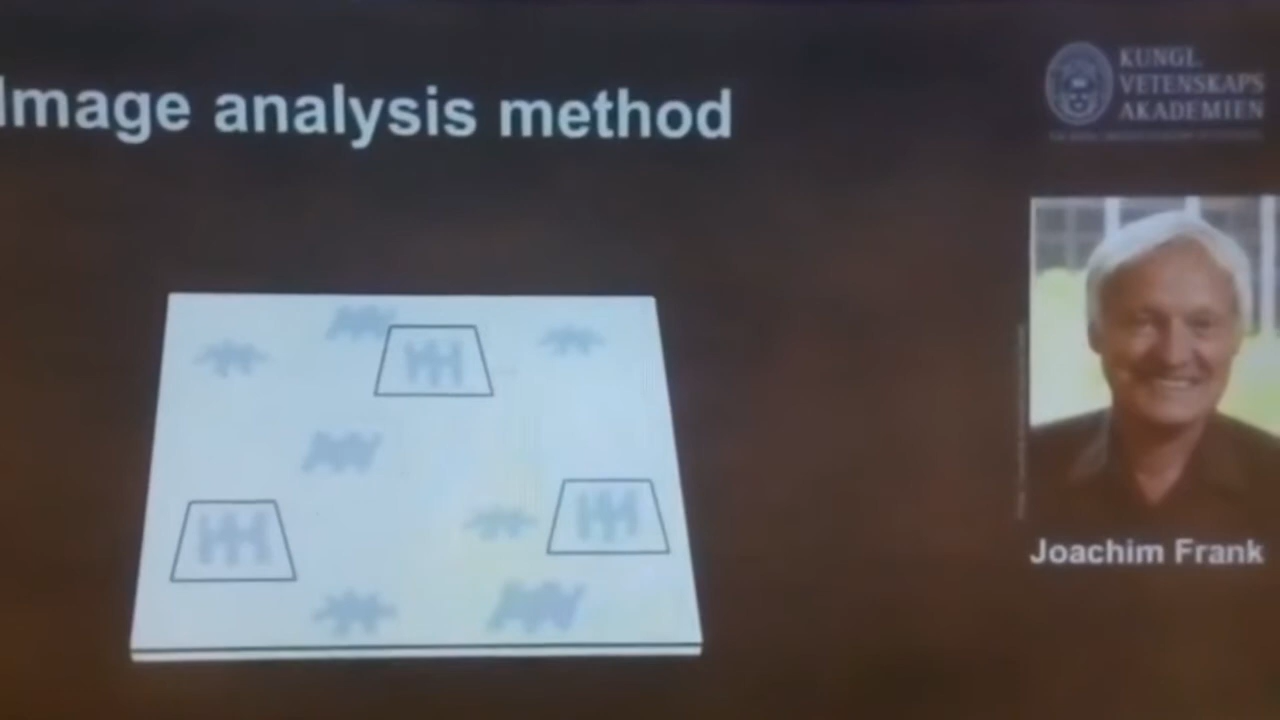 Image analysis method
KUNGL.
VETENSKAPS
AKADEMIEN
Joachim Frank